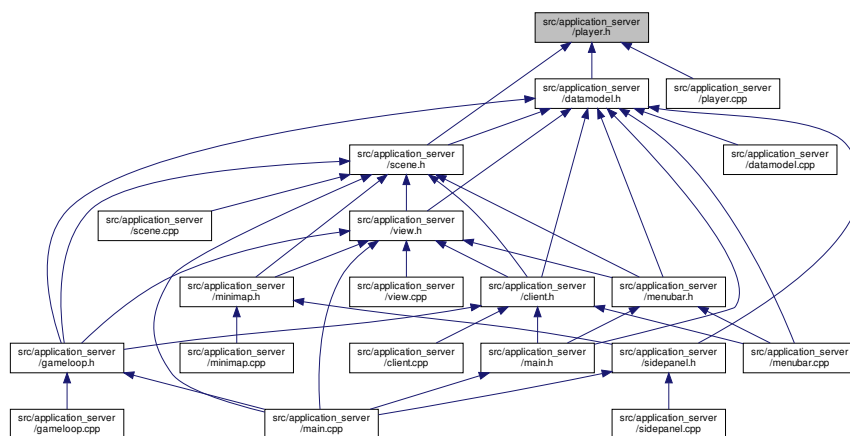 src/application_server
/player.h
src/application_server
/datamodel.h
src/application_server
/player.cpp
src/application_server
/scene.h
src/application_server
/datamodel.cpp
src/application_server
/scene.cpp
src/application_server
/view.h
src/application_server
/minimap.h
src/application_server
/view.cpp
src/application_server
/client.h
src/application_server
/menubar.h
src/application_server
/gameloop.h
src/application_server
/minimap.cpp
src/application_server
/client.cpp
src/application_server
/main.h
src/application_server
/sidepanel.h
src/application_server
/menubar.cpp
src/application_server
/gameloop.cpp
src/application_server
/main.cpp
src/application_server
/sidepanel.cpp